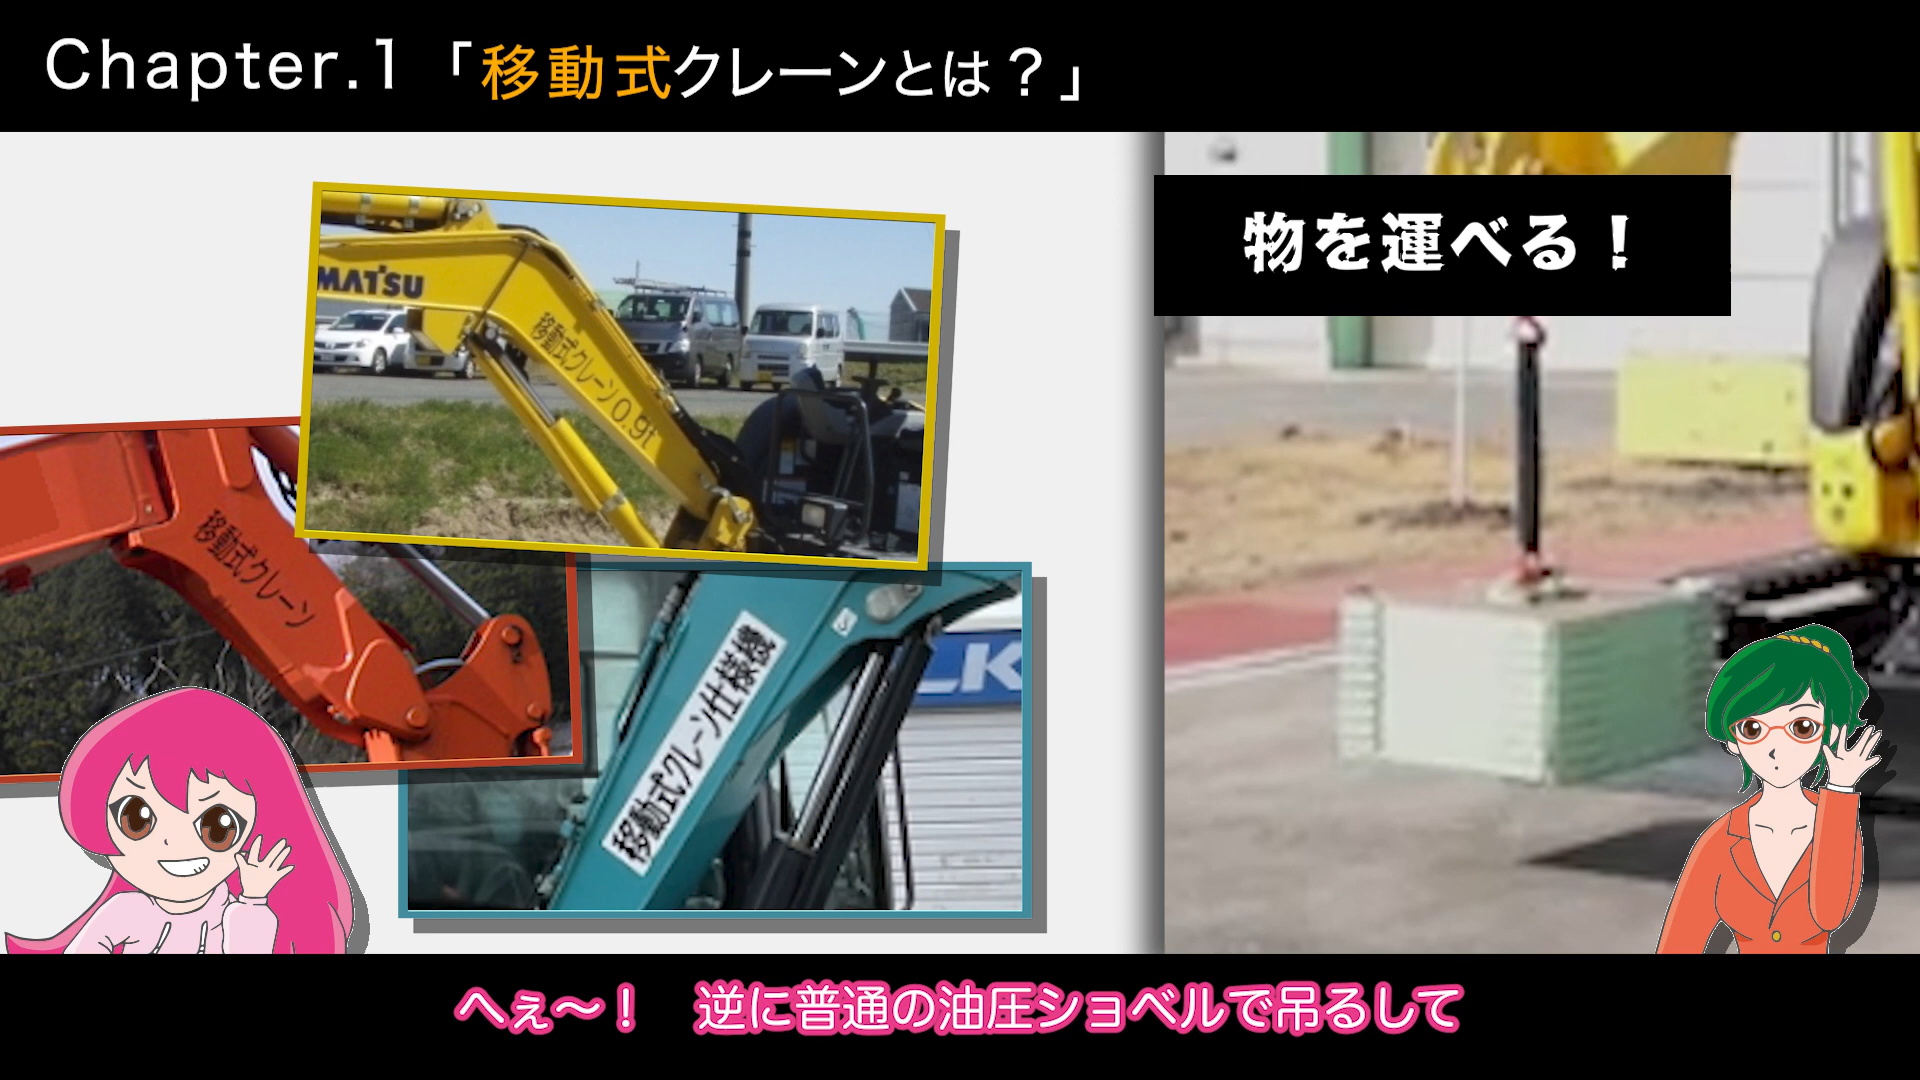 Chapter.1「移動式クレーンとは？」
物を運べる！
MATSU
移動式クレーン0.9t
移動式クレーン
移動式クレーン仕様機
LK
へぇ～！　逆に普通の油圧ショベルで吊るして